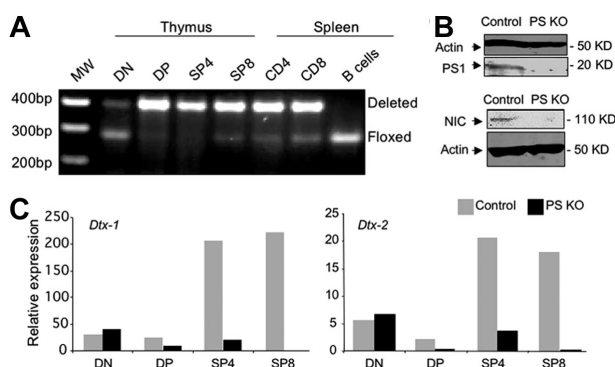 A
Thymus
Spleen
MW
DN
DP
SP4
SP8
CD4
CD8
B cells
400bp
300bp
200bp
Deleted
Floxed
B
Control PS KO
Actin - 50 KD
PS1 - 20 KD
NIC - 110 KD
Actin - 50 KD
C
Control PS KO
Relative expression
Dtx-1
250
200
150
100
50
0
DN DP SP4 SP8
Dtx-2
25
20
15
10
5
0
DN DP SP4 SP8